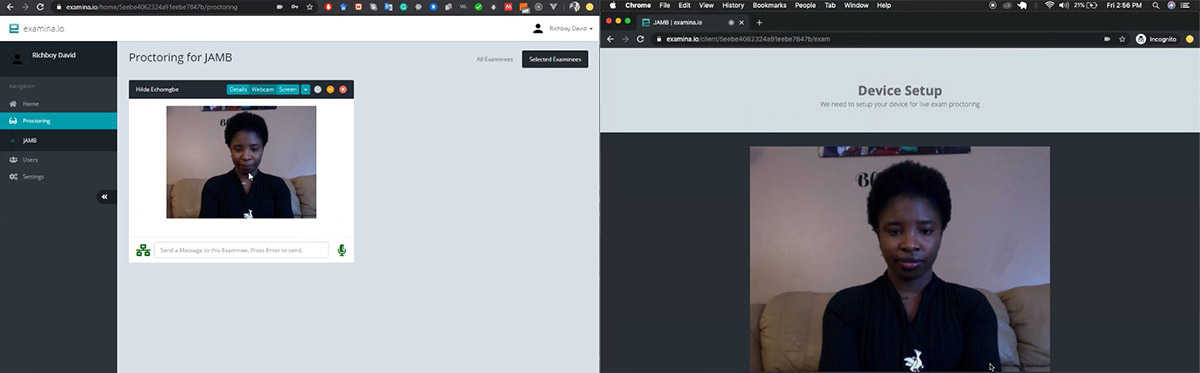 examina.io/home/5eebe4062324a91eebe7847b/proctoring
examina.io
Richboy David
Richboy David
Navigation
Home
Proctoring
JAMB
Users
Settings
Proctoring for JAMB
All Examinees
Selected Examinees
Hilda Echomgbe
Details Webcam Screen
Send a Message to this Examinee. Press Enter to send.
Chrome File Edit View History Bookmarks People Tab Window Help
21% Fri 2:56 PM
JAMB | examina.io
examina.io/client/5eebe4062324a91eebe7847b/exam
Incognito
Device Setup
We need to setup your device for live exam proctoring